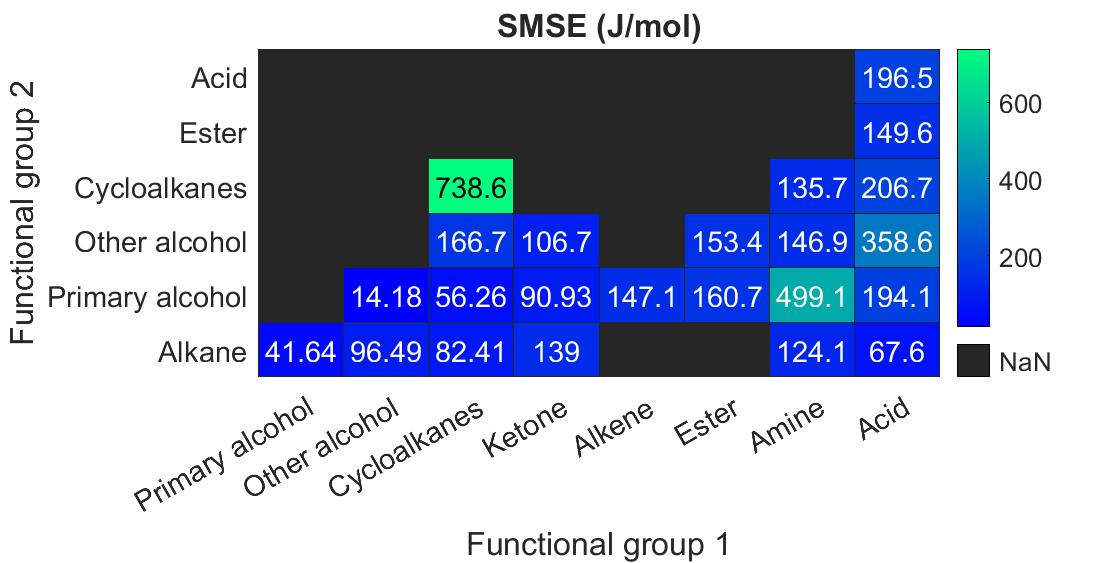 SMSE (J/mol)
Functional group 2
Acid 196.5
Ester 149.6
Cycloalkanes 738.6 135.7 206.7
Other alcohol 166.7 106.7 153.4 146.9 358.6
Primary alcohol 14.18 56.26 90.93 147.1 160.7 499.1 194.1
Alkane 41.64 96.49 82.41 139 124.1 67.6
Primary alcohol
Other alcohol
Cycloalkanes
Ketone
Alkene
Ester
Amine
Acid
Functional group 1
600
400
200
NaN